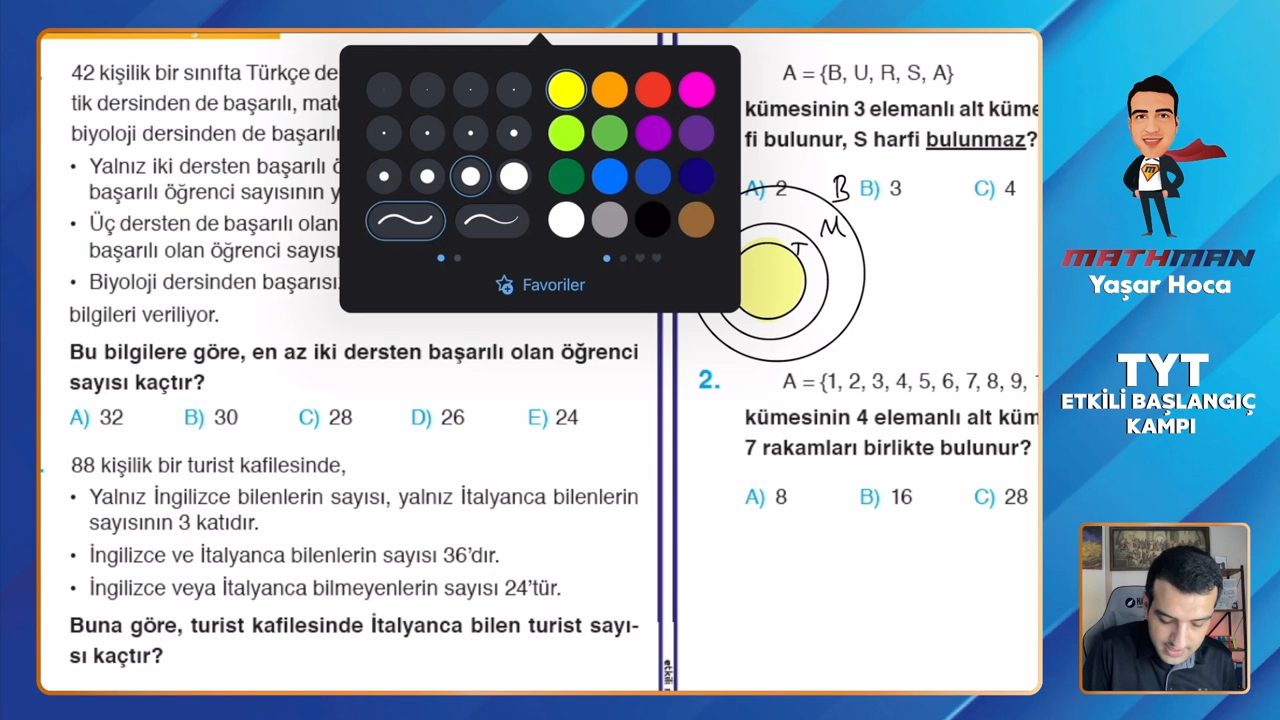 42 kişilik bir sınıfta Türkçe de
tik dersinden de başarılı, mate
biyoloji dersinden de başarılı
• Yalnız iki dersten başarılı ö
başarılı öğrenci sayısının y
• Üç dersten de başarılı olan
başarılı olan öğrenci sayısı
• Biyoloji dersinden başarısız
bilgileri veriliyor.
Bu bilgilere göre, en az iki dersten başarılı olan öğrenci
sayısı kaçtır?
A) 32 B) 30 C) 28 D) 26 E) 24
88 kişilik bir turist kafilesinde,
• Yalnız İngilizce bilenlerin sayısı, yalnız İtalyanca bilenlerin
sayısının 3 katıdır.
• İngilizce ve İtalyanca bilenlerin sayısı 36’dır.
• İngilizce veya İtalyanca bilmeyenlerin sayısı 24’tür.
Buna göre, turist kafilesinde İtalyanca bilen turist sayı-
sı kaçtır?
Favoriler
A = {B, U, R, S, A}
kümesinin 3 elemanlı alt küme
fi bulunur, S harfi bulunmaz?
A) 2 B) 3 C) 4
B
M
T
2. A = {1, 2, 3, 4, 5, 6, 7, 8, 9,
kümesinin 4 elemanlı alt küm
7 rakamları birlikte bulunur?
A) 8 B) 16 C) 28
etkili
MATHMAN
Yaşar Hoca
TYT
ETKİLİ BAŞLANGIÇ
KAMPI